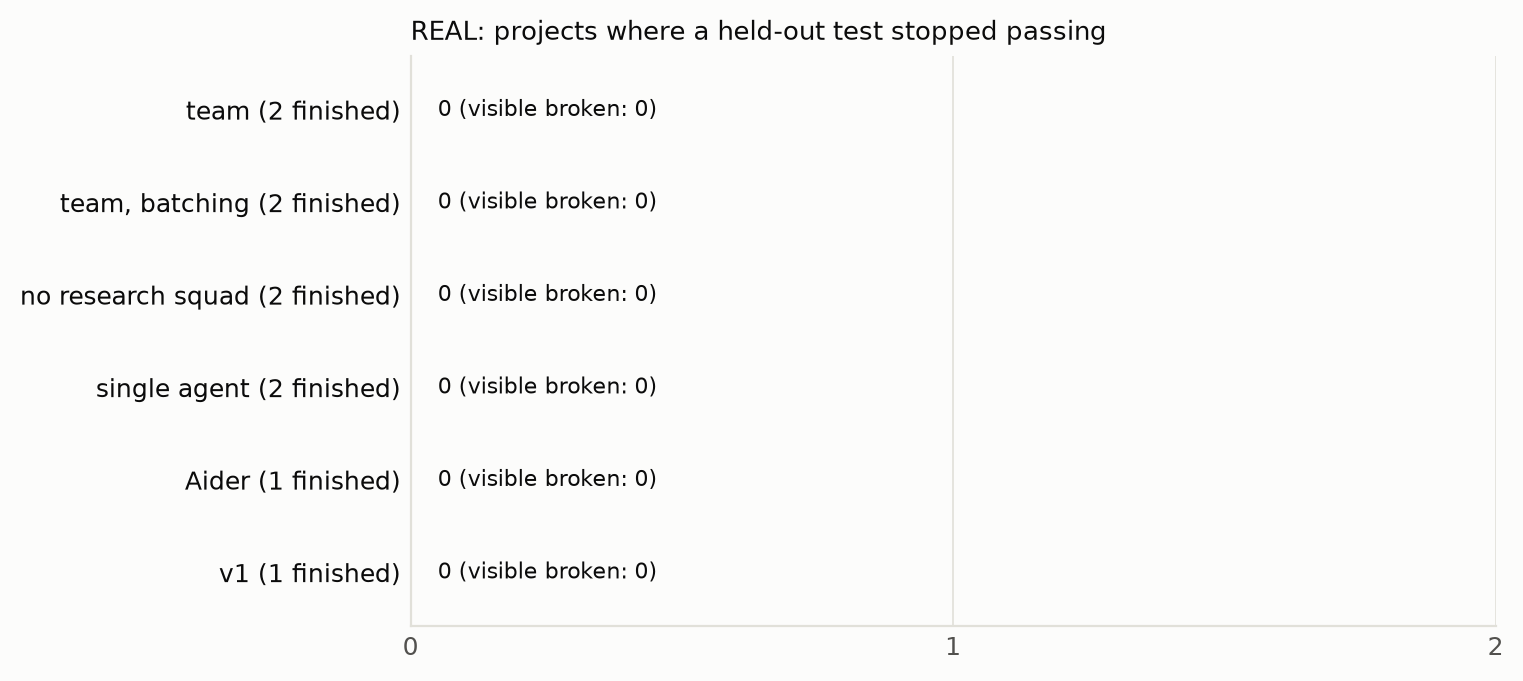 REAL: projects where a held-out test stopped passing
team (2 finished) 0 (visible broken: 0)
team, batching (2 finished) 0 (visible broken: 0)
no research squad (2 finished) 0 (visible broken: 0)
single agent (2 finished) 0 (visible broken: 0)
Aider (1 finished) 0 (visible broken: 0)
v1 (1 finished) 0 (visible broken: 0)
0 1 2